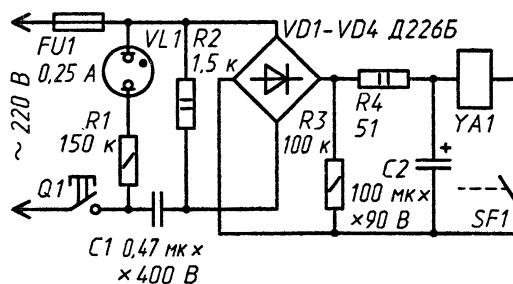 FU1
0,25 А
VL1
R2
1,5 к
VD1-VD4 Д226Б
~ 220 В
R1
150 к
R3
100 к
R4
51
YA1
Q1
C1 0,47 мк ×
× 400 В
+
C2
100 мк×
×90 В
SF1